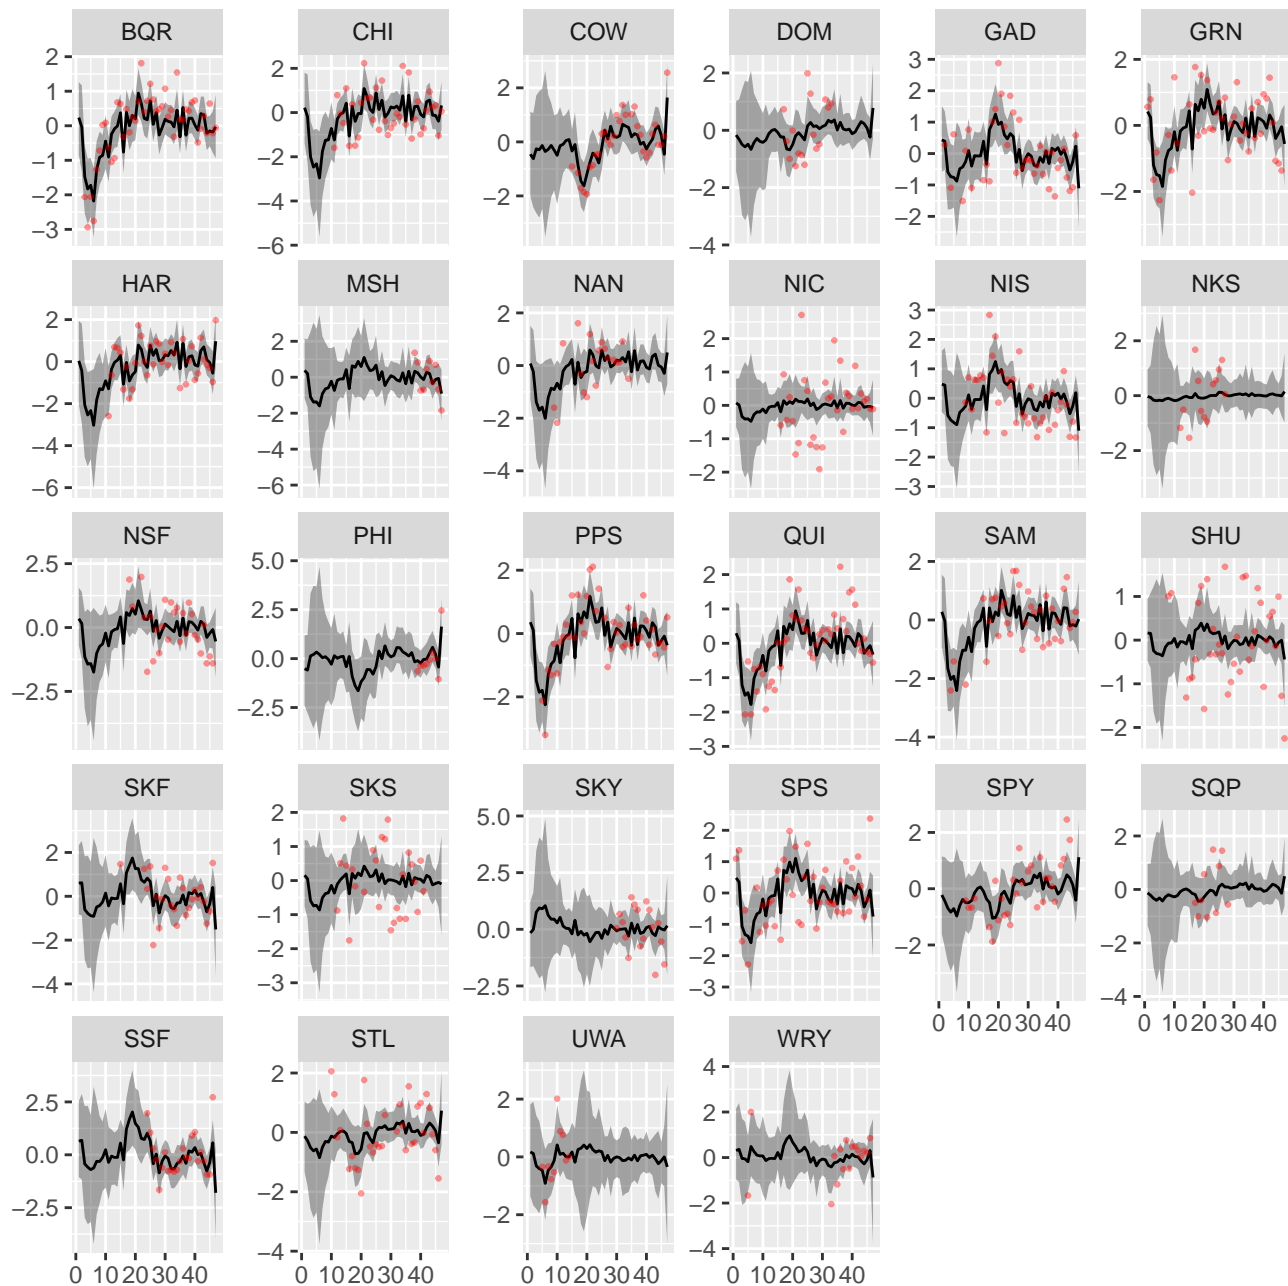 BQR CHI COW DOM GAD GRN
2 1 0 −1 −2 −3
2 0 −2 −4 −6
2 0 −2
2 0 −2 −4
3 2 1 0 −1 −2
2 0 −2
HAR MSH NAN NIC NIS NKS
2 0 −2 −4 −6
2 0 −2 −4 −6
2 0 −2 −4
2 1 0 −1 −2
3 2 1 0 −1 −2 −3
2 0 −2
NSF PHI PPS QUI SAM SHU
2.5 0.0 −2.5
5.0 2.5 0.0 −2.5
2 0 −2
2 1 0 −1 −2 −3
2 0 −2 −4
1 0 −1 −2
SKF SKS SKY SPS SPY SQP
2 0 −2 −4
2 1 0 −1 −2 −3
5.0 2.5 0.0 −2.5
2 1 0 −1 −2 −3
2 0 −2
2 0 −2 −4
0 10 20 30 40
0 10 20 30 40
SSF STL UWA WRY
2.5 0.0 −2.5
2 0 −2 −4
2 0 −2
4 2 0 −2 −4
0 10 20 30 40
0 10 20 30 40
0 10 20 30 40
0 10 20 30 40